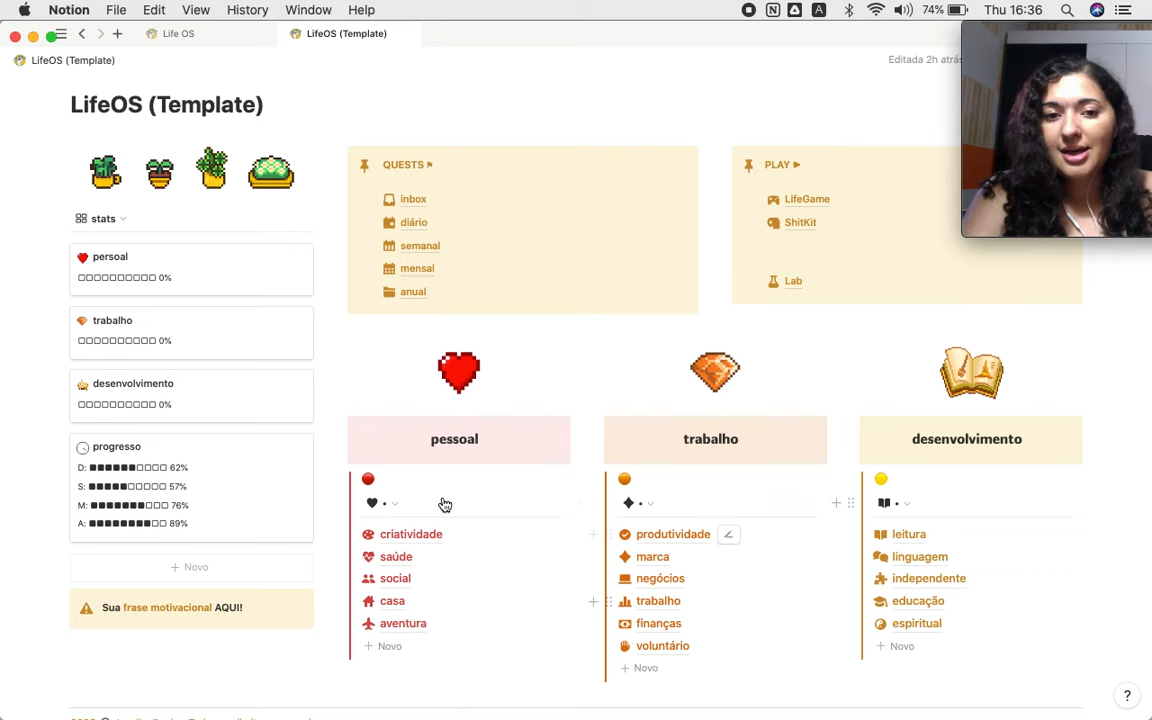 Notion File Edit View History Window Help 74% Thu 16:36
Life OS LifeOS (Template)
LifeOS (Template) Editada 2h atrás
LifeOS (Template)
stats
persoal
0%
trabalho
0%
desenvolvimento
0%
progresso
D: 62%
S: 57%
M: 76%
A: 89%
+ Novo
Sua frase motivacional AQUI!
QUESTS
inbox
diário
semanal
mensal
anual
PLAY
LifeGame
ShitKit
Lab
pessoal
criatividade
saúde
social
casa
aventura
+ Novo
trabalho
produtividade
marca
negócios
trabalho
finanças
voluntário
+ Novo
desenvolvimento
leitura
linguagem
independente
educação
espiritual
+ Novo
?